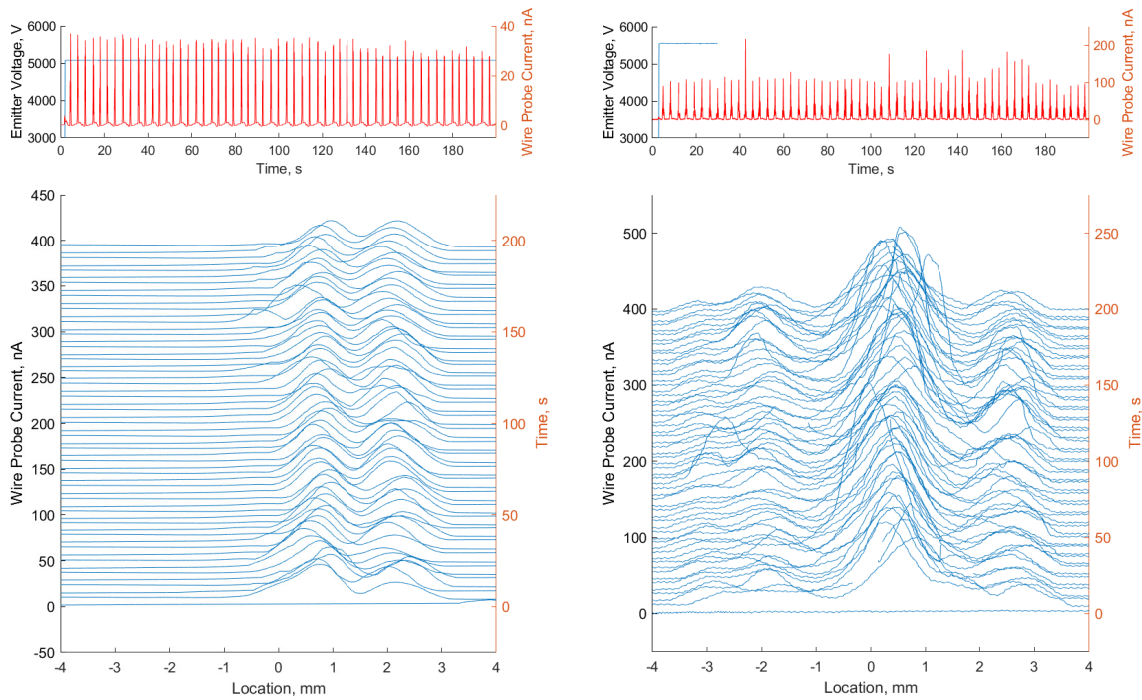 6000
5000
4000
3000
Emitter Voltage, V
40
20
0
Wire Probe Current, nA
0 20 40 60 80 100 120 140 160 180
Time, s
6000
5000
4000
3000
Emitter Voltage, V
200
100
0
Wire Probe Current, nA
0 20 40 60 80 100 120 140 160 180
Time, s
450
400
350
300
250
200
150
100
50
0
-50
Wire Probe Current, nA
200
150
100
50
0
Time, s
-4 -3 -2 -1 0 1 2 3 4
Location, mm
500
400
300
200
100
0
Wire Probe Current, nA
250
200
150
100
50
0
Time, s
-4 -3 -2 -1 0 1 2 3 4
Location, mm